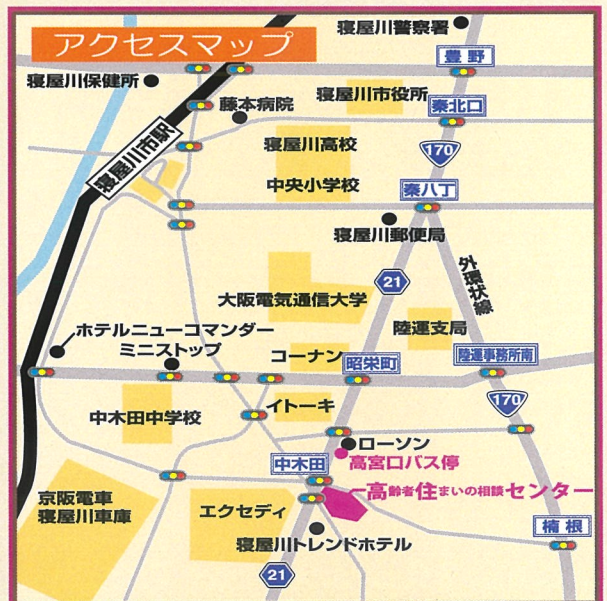 アクセスマップ
寝屋川警察署
豊野
寝屋川保健所
寝屋川市役所
秦北口
藤本病院
寝屋川市駅
寝屋川高校
170
中央小学校
秦八丁
寝屋川郵便局
外環状線
21
大阪電気通信大学
陸運支局
ホテルニューコマンダー
ミニストップ
コーナン
昭栄町
陸運事務所南
170
イトーキ
中木田中学校
ローソン
高宮口バス停
中木田
高齢者住まいの相談センター
京阪電車
寝屋川車庫
エクセディ
楠根
寝屋川トレンドホテル
21